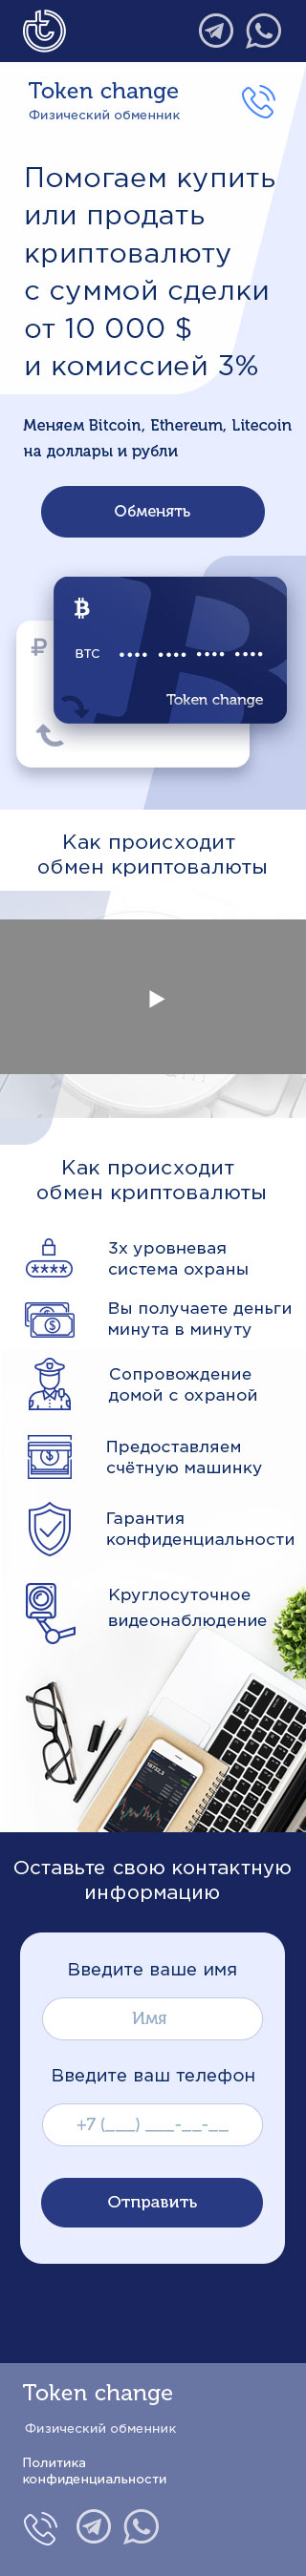 Token change
Физический обменник
Помогаем купить
или продать
криптовалюту
с суммой сделки
от 10 000 $
и комиссией 3%
Меняем Bitcoin, Ethereum, Litecoin
на доллары и рубли
Обменять
₽
₿
BTC •••• •••• •••• ••••
Token change
Как происходит
обмен криптовалюты
Как происходит
обмен криптовалюты
****
3х уровневая
система охраны
$
Вы получаете деньги
минута в минуту
Сопровождение
домой с охраной
$
Предоставляем
счётную машинку
Гарантия
конфиденциальности
Круглосуточное
видеонаблюдение
Оставьте свою контактную
информацию
Введите ваше имя
Имя
Введите ваш телефон
+7 (___) ___-__-__
Отправить
Token change
Физический обменник
Политика
конфиденциальности